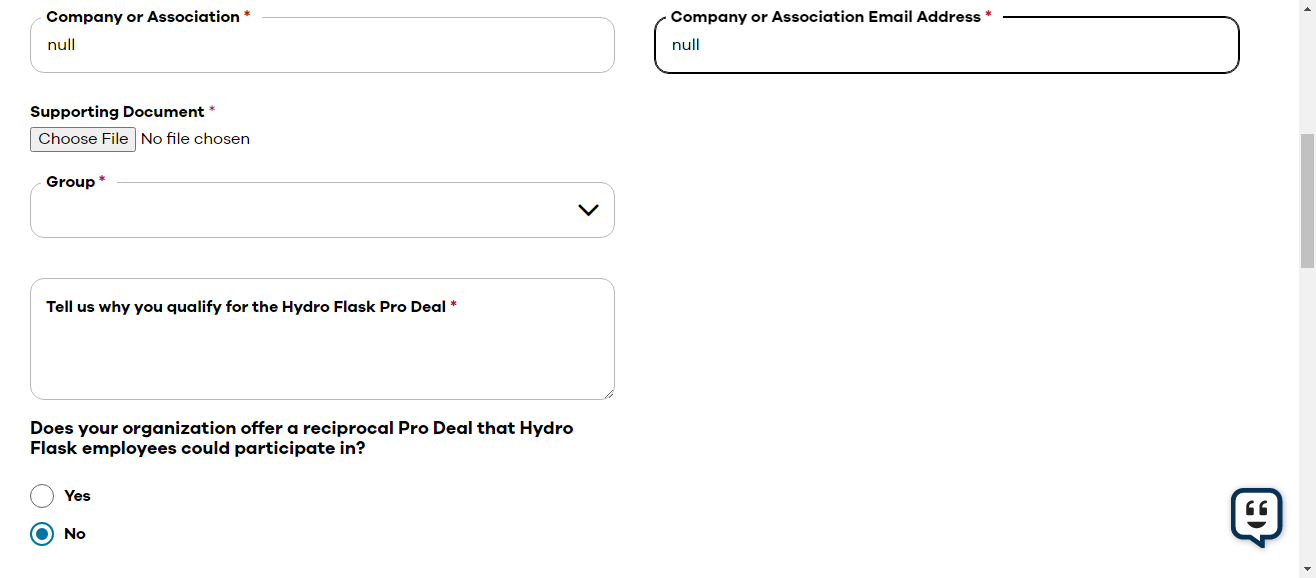 Company or Association *
null
Company or Association Email Address *
null
Supporting Document *
Choose File No file chosen
Group *
Tell us why you qualify for the Hydro Flask Pro Deal *
Does your organization offer a reciprocal Pro Deal that Hydro
Flask employees could participate in?
Yes
No